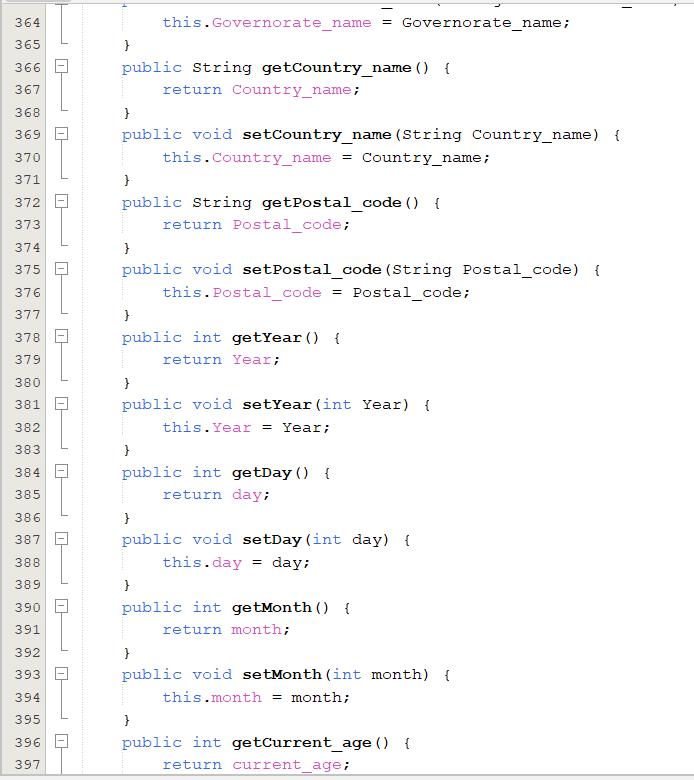 364 this.Governorate_name = Governorate_name;
365 }
366 public String getCountry_name() {
367 return Country_name;
368 }
369 public void setCountry_name(String Country_name) {
370 this.Country_name = Country_name;
371 }
372 public String getPostal_code() {
373 return Postal_code;
374 }
375 public void setPostal_code(String Postal_code) {
376 this.Postal_code = Postal_code;
377 }
378 public int getYear() {
379 return Year;
380 }
381 public void setYear(int Year) {
382 this.Year = Year;
383 }
384 public int getDay() {
385 return day;
386 }
387 public void setDay(int day) {
388 this.day = day;
389 }
390 public int getMonth() {
391 return month;
392 }
393 public void setMonth(int month) {
394 this.month = month;
395 }
396 public int getCurrent_age() {
397 return current_age;